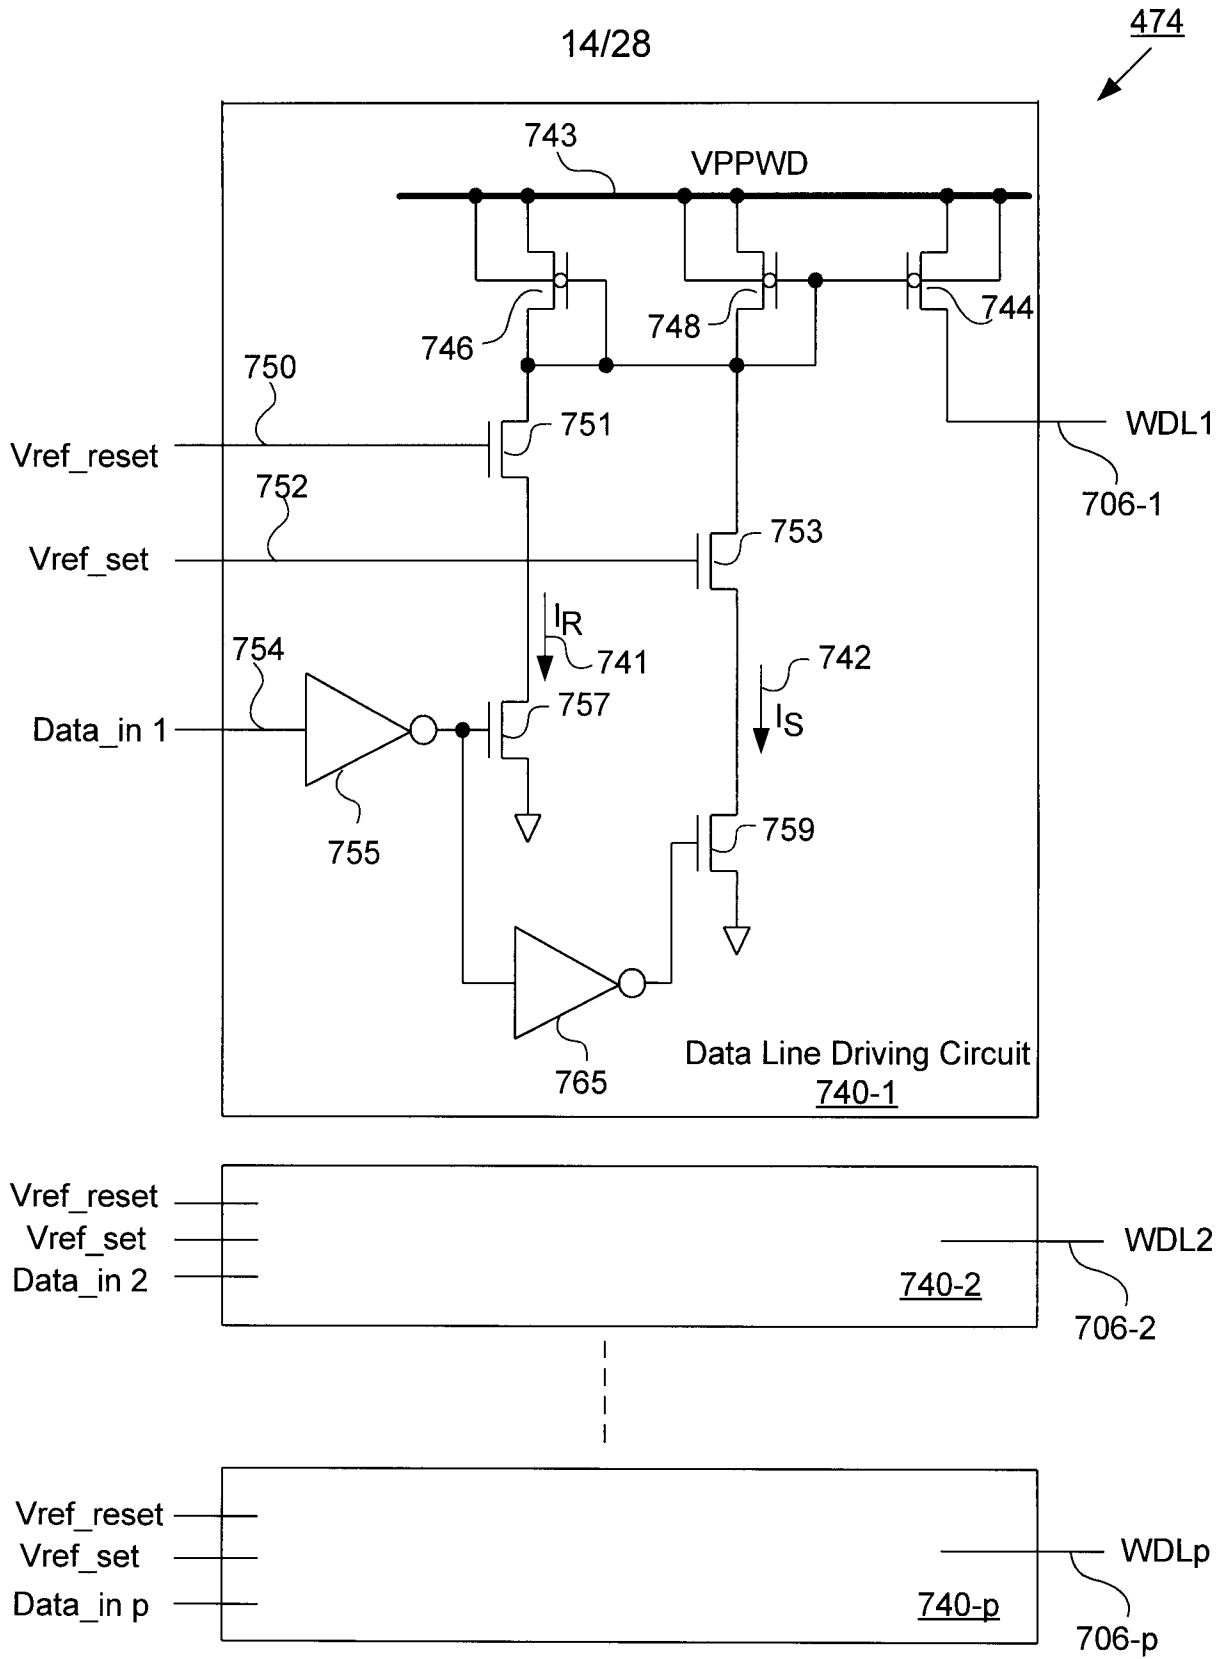 474
14/28
743
VPPWD
746
748
744
750
751
WDL1
Vref_reset
752
706-1
753
Vref_set
IR
754
741
742
757
Data_in 1
IS
759
755
765
Data Line Driving Circuit
740-1
Vref_reset
Vref_set
WDL2
Data_in 2
740-2
706-2
Vref_reset
Vref_set
WDLp
Data_in p
740-p
706-p